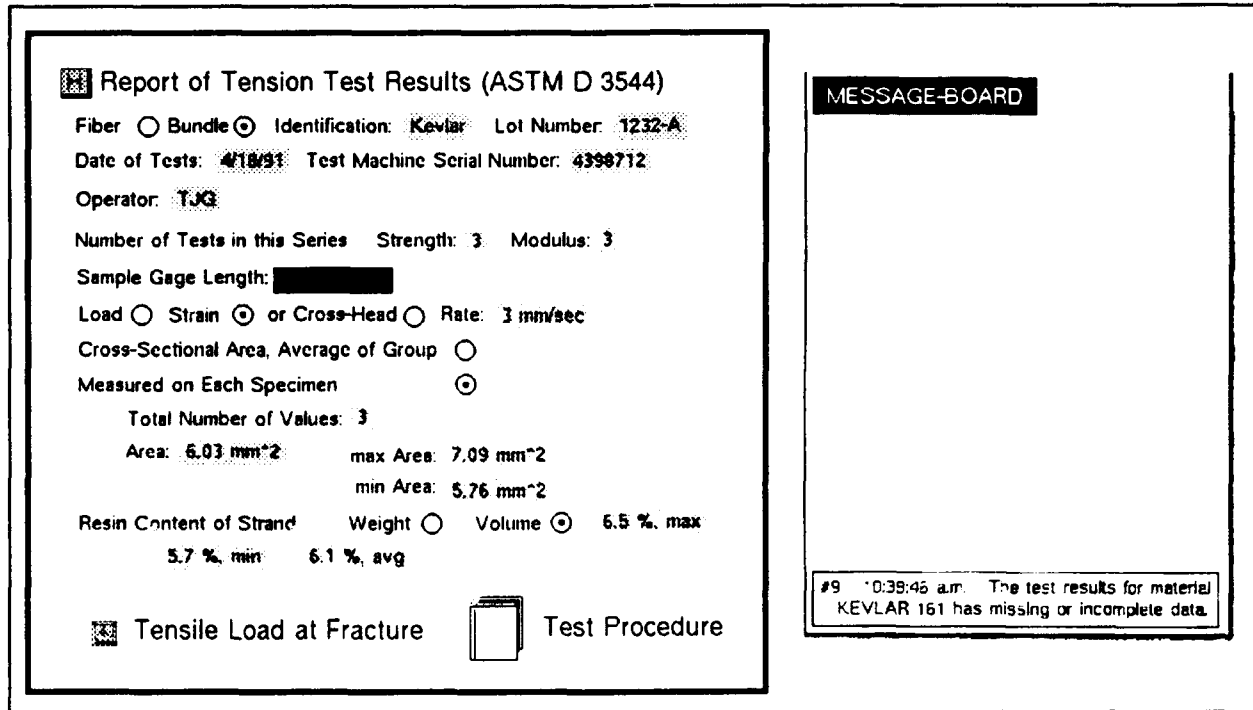 Report of Tension Test Results (ASTM D 3544)
Fiber Bundle Identification: Kevlar Lot Number: 1232-A
Date of Tests: 4/18/91 Test Machine Serial Number: 4398712
Operator: TJG
Number of Tests in this Series Strength: 3 Modulus: 3
Sample Gage Length:
Load Strain or Cross-Head Rate: 3 mm/sec
Cross-Sectional Area, Average of Group
Measured on Each Specimen
Total Number of Values: 3
Area: 6.03 mm^2 max Area: 7.09 mm^2
min Area: 5.76 mm^2
Resin Content of Strand Weight Volume 6.5 %, max
5.7 %, min 6.1 %, avg
Tensile Load at Fracture Test Procedure
MESSAGE-BOARD
#9 10:39:46 a.m. The test results for material
KEVLAR 161 has missing or incomplete data.